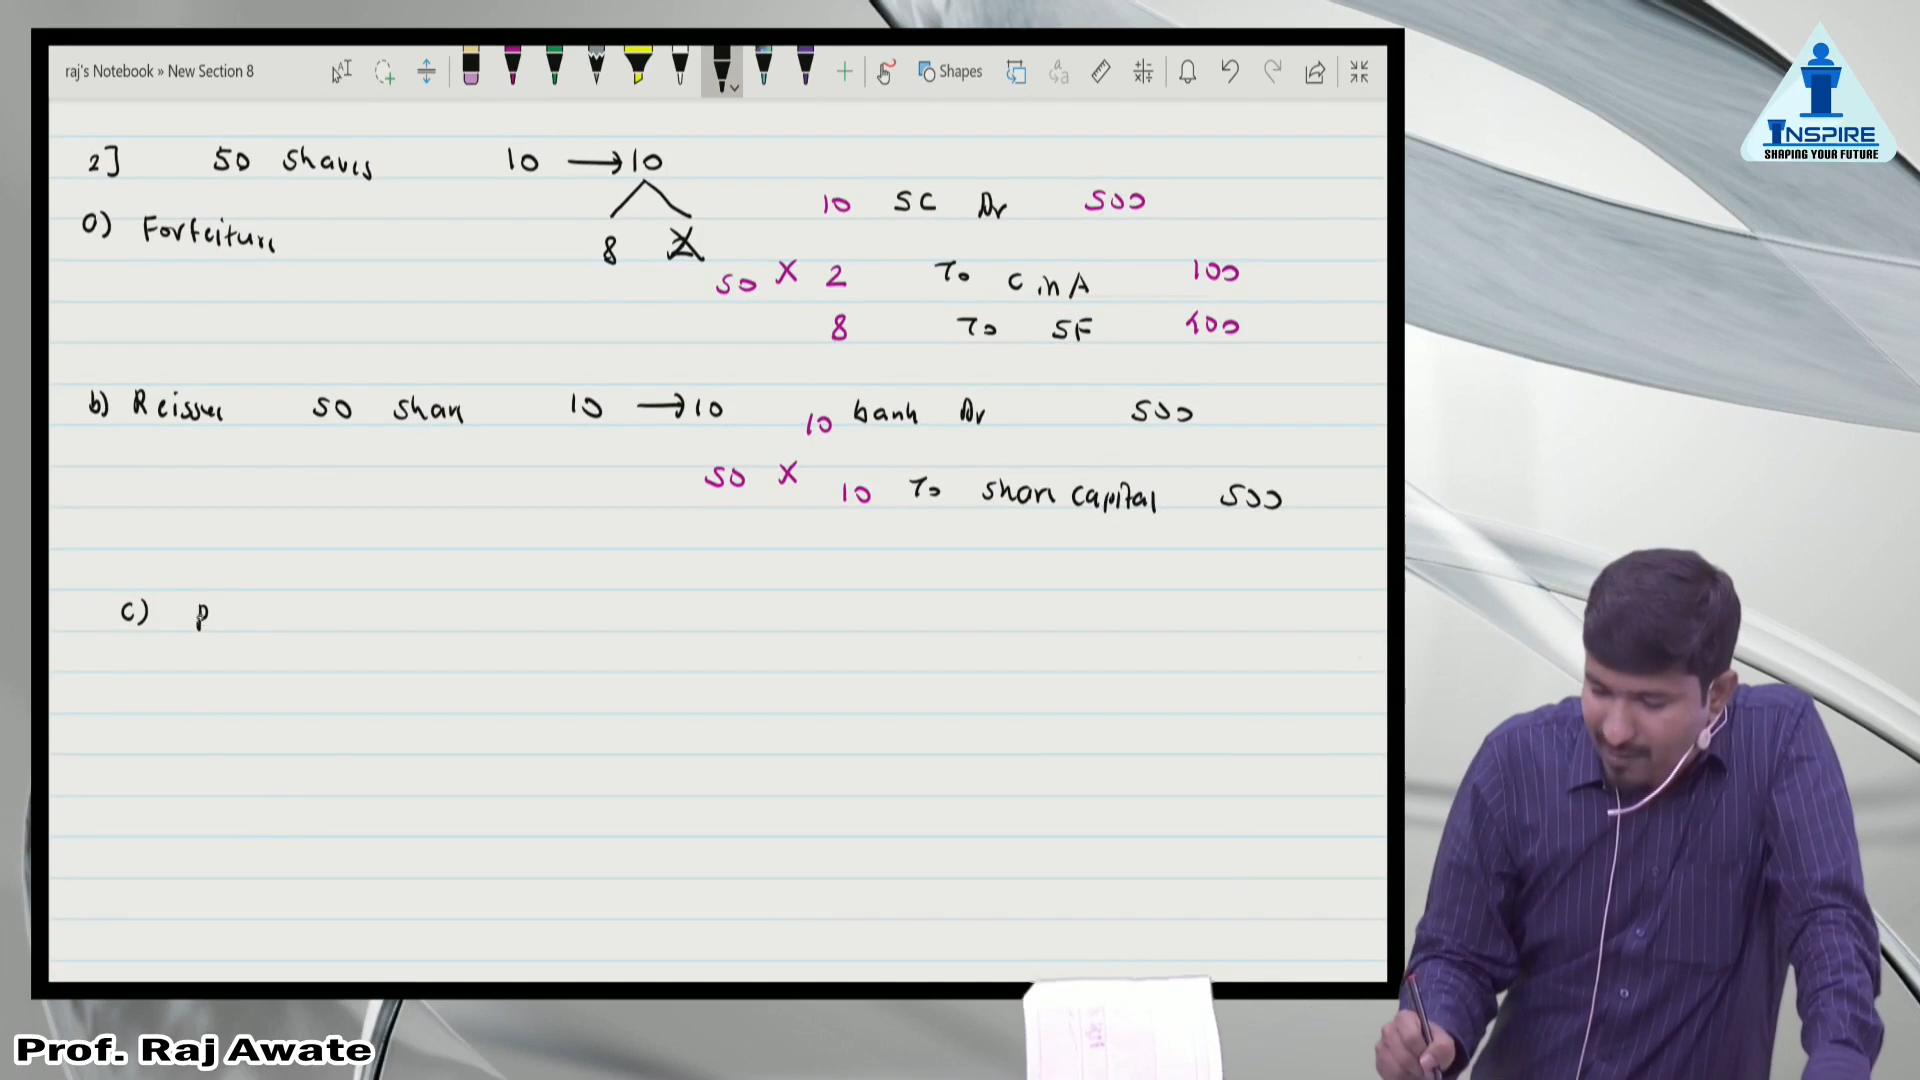 raj's Notebook » New Section 8
Shapes
INSPIRE
SHAPING YOUR FUTURE
2] 50 Shares 10 → 10
8 2
10 SC Dr 500
a) Forfeiture
50 X 2 To C in A 100
8 To SF 400
b) Reissue 50 share 10 → 10
10 bank Dr 500
50 X 10 To share capital 500
c) P
Prof. Raj Awate